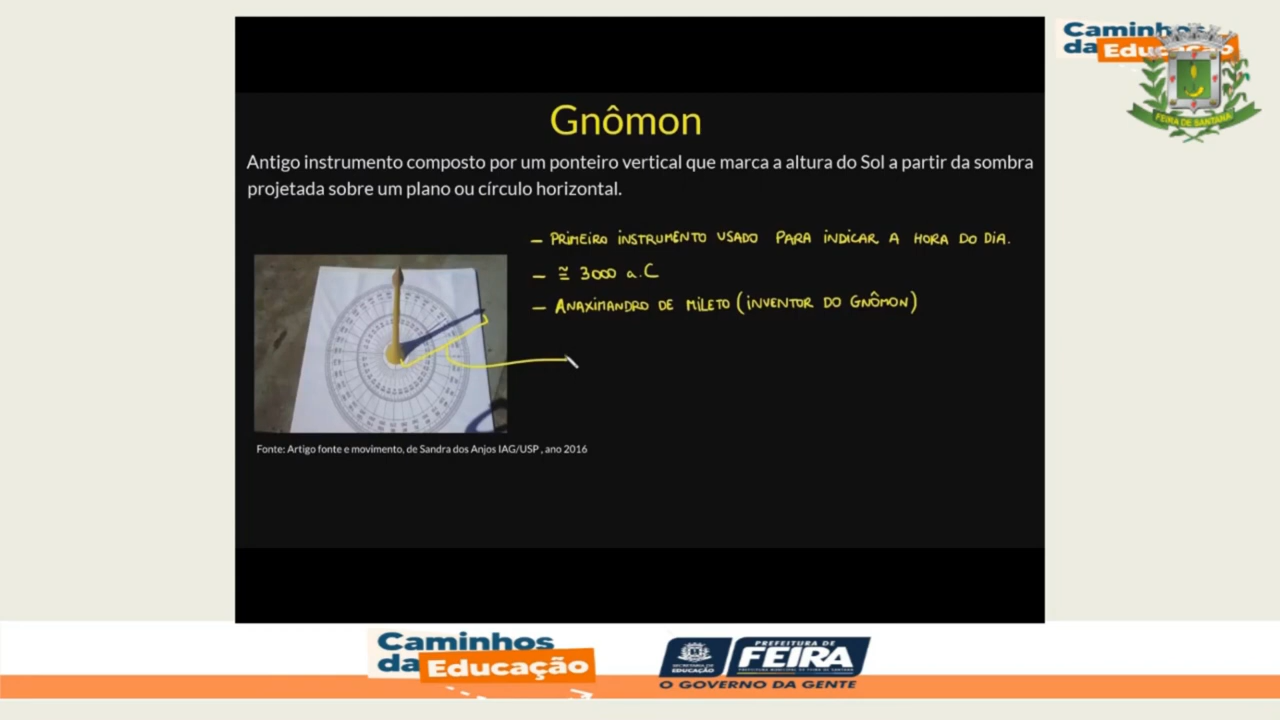 Caminhos
da Educação
FEIRA DE SANTANA
Gnômon
Antigo instrumento composto por um ponteiro vertical que marca a altura do Sol a partir da sombra
projetada sobre um plano ou círculo horizontal.
– PRIMEIRO INSTRUMENTO USADO PARA INDICAR A HORA DO DIA.
– ≅ 3000 a.C
– ANAXIMANDRO DE MILETO (INVENTOR DO GNÔMON)
Fonte: Artigo fonte e movimento, de Sandra dos Anjos IAG/USP , ano 2016
Caminhos
da Educação
SECRETARIA DE
EDUCAÇÃO
PREFEITURA DE
FEIRA
O GOVERNO DA GENTE